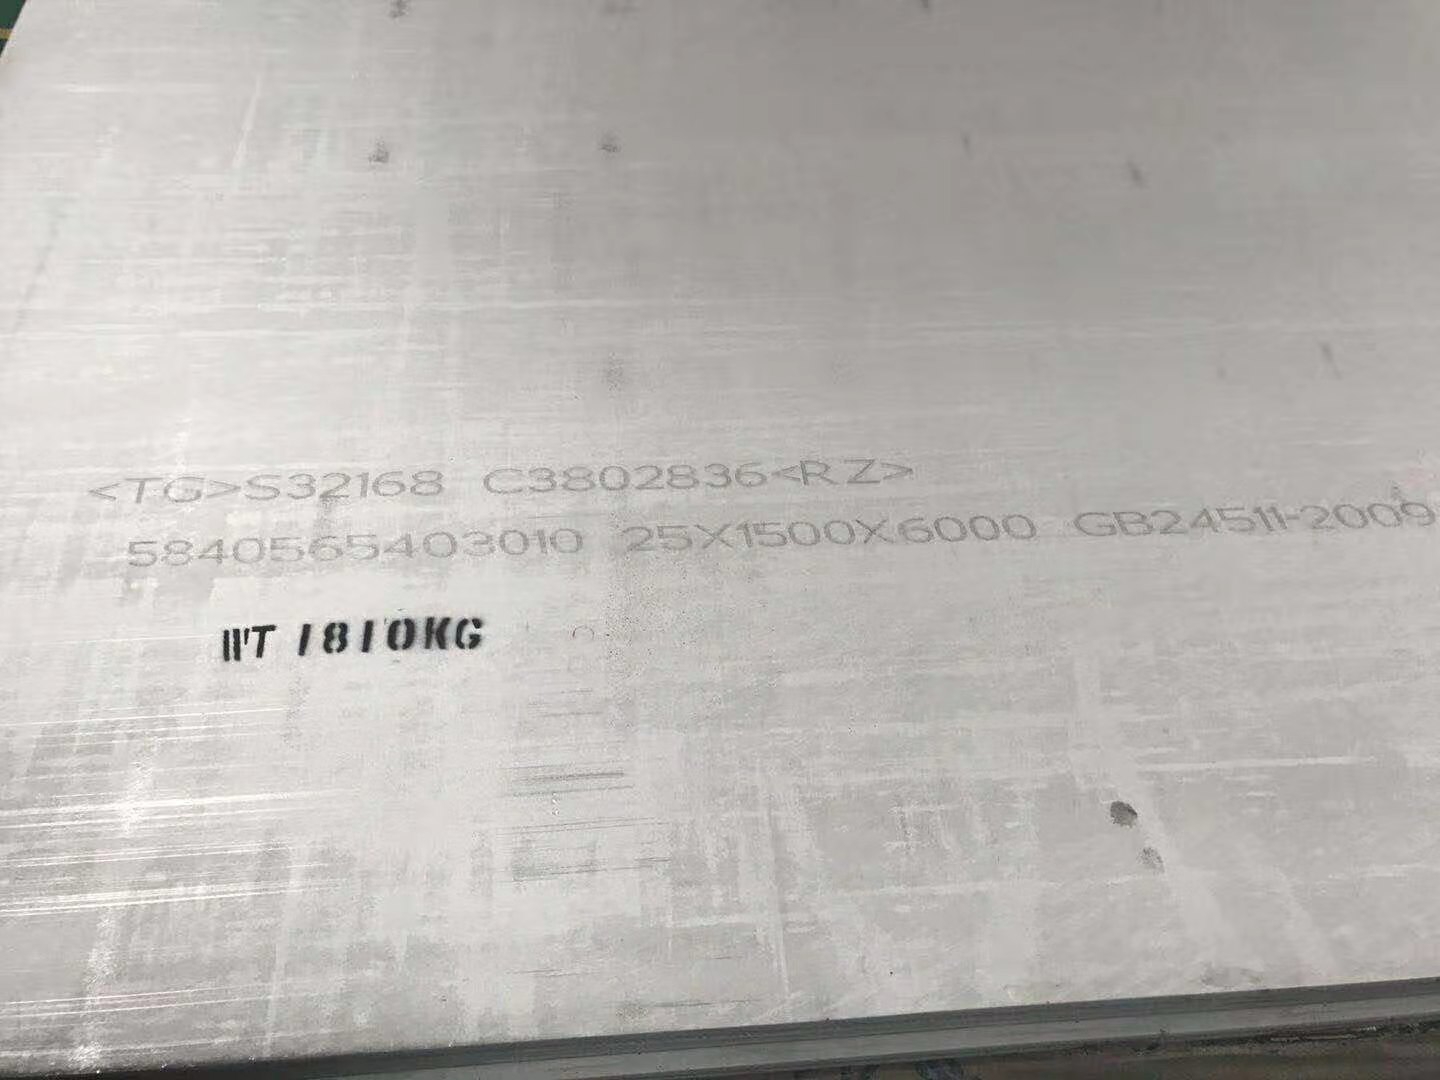 <TG>S32168 C3802836<RZ>
5840565403010 25X1500X6000 GB24511-2009
WT 1810KG